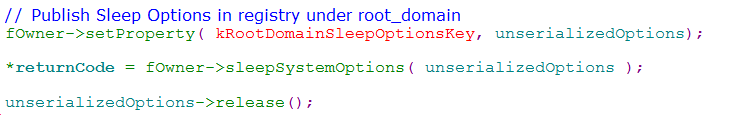 // Publish Sleep Options in registry under root_domain
fOwner->setProperty( kRootDomainSleepOptionsKey, unserializedOptions);
*returnCode = fOwner->sleepSystemOptions( unserializedOptions );
unserializedOptions->release();